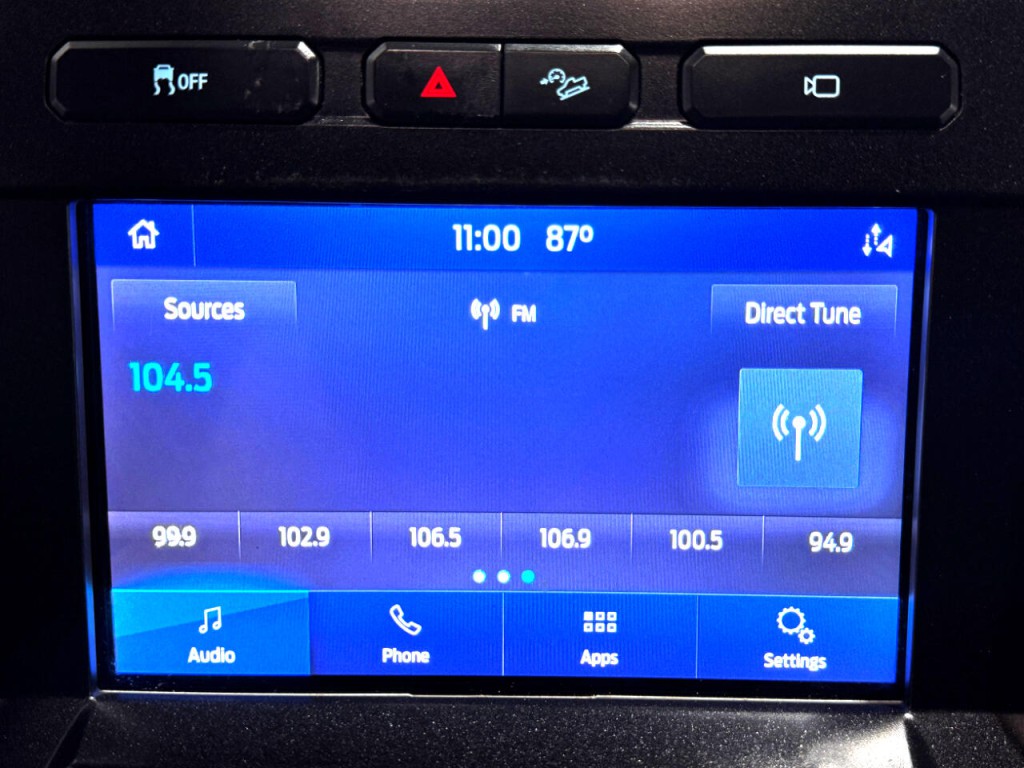 OFF
11:00 87º
Sources FM Direct Tune
104.5
99.9 102.9 106.5 106.9 100.5 94.9
Audio Phone Apps Settings